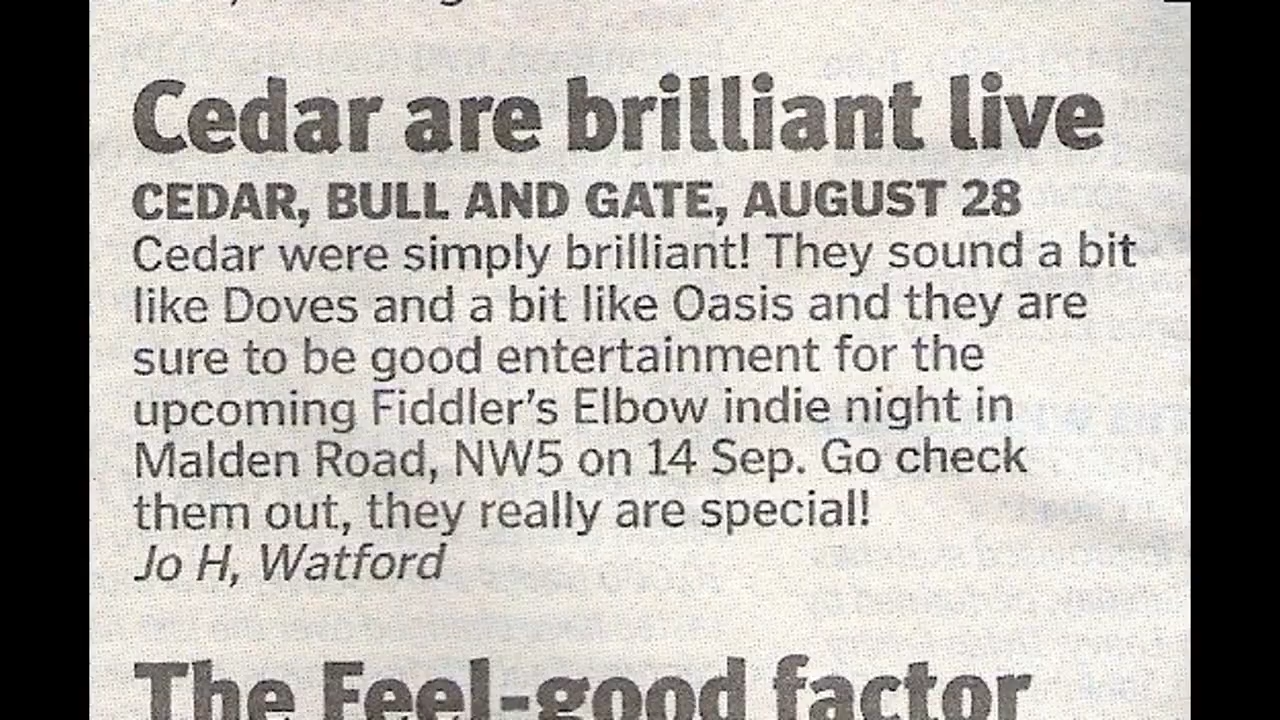 Cedar are brilliant live
CEDAR, BULL AND GATE, AUGUST 28
Cedar were simply brilliant! They sound a bit
like Doves and a bit like Oasis and they are
sure to be good entertainment for the
upcoming Fiddler's Elbow indie night in
Malden Road, NW5 on 14 Sep. Go check
them out, they really are special!
Jo H, Watford
The Feel-good factor